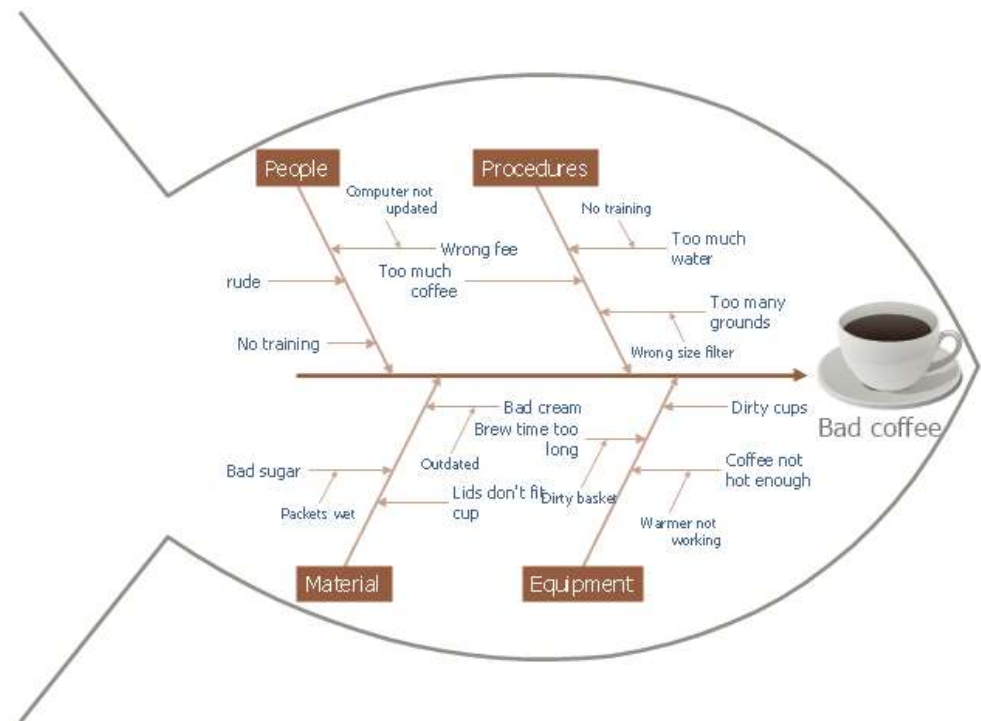 People
Procedures
Computer not
updated
No training
Wrong fee
Too much
water
Too much
coffee
rude
Too many
grounds
No training
Wrong size filter
Bad coffee
Bad cream
Dirty cups
Brew time too
long
Outdated
Bad sugar
Coffee not
hot enough
Lids don't fit
cup
Dirty basket
Packets wet
Warmer not
working
Material
Equipment